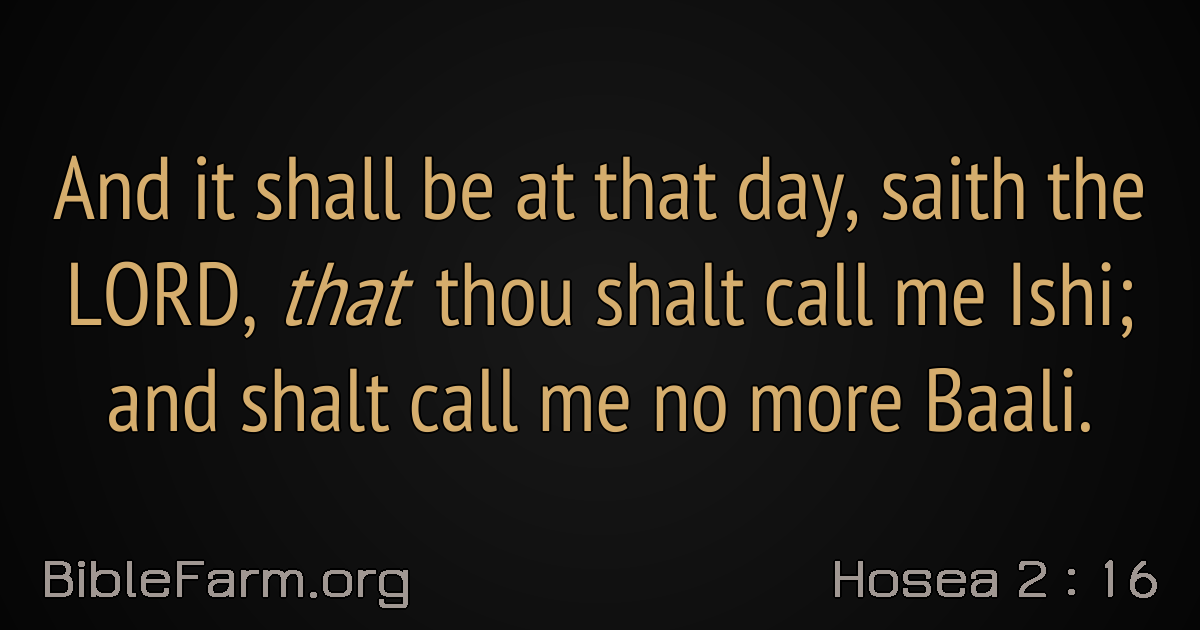 And it shall be at that day, saith the
LORD, that thou shalt call me Ishi;
and shalt call me no more Baali.
BibleFarm.org
Hosea 2 : 16